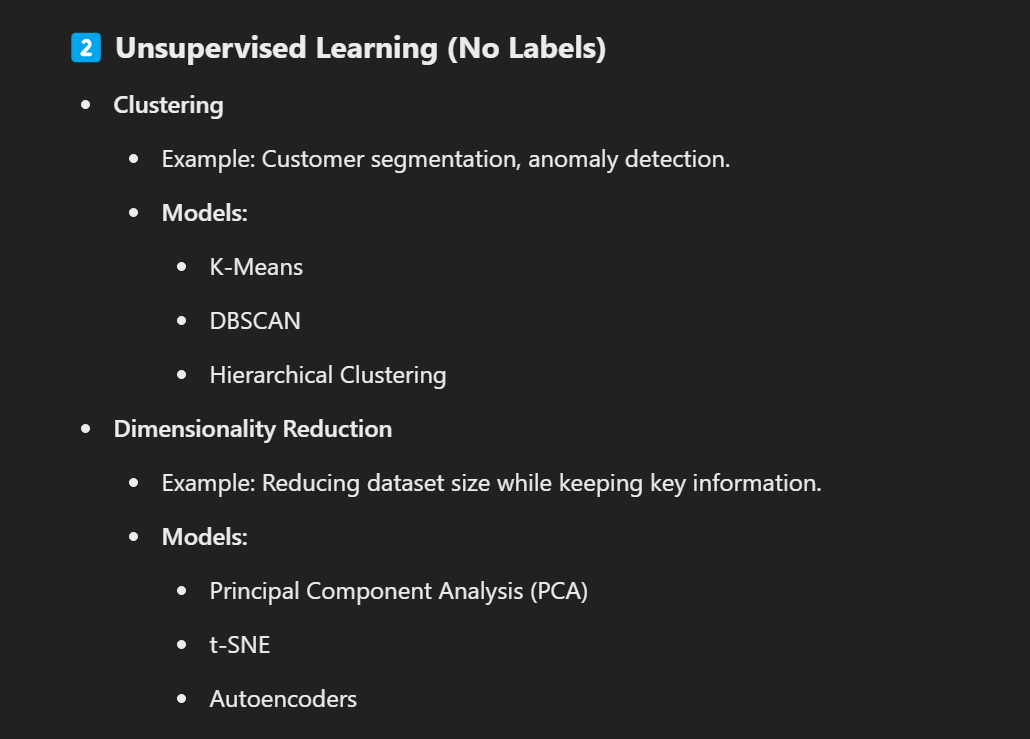 2 Unsupervised Learning (No Labels)
• Clustering
• Example: Customer segmentation, anomaly detection.
• Models:
• K-Means
• DBSCAN
• Hierarchical Clustering
• Dimensionality Reduction
• Example: Reducing dataset size while keeping key information.
• Models:
• Principal Component Analysis (PCA)
• t-SNE
• Autoencoders